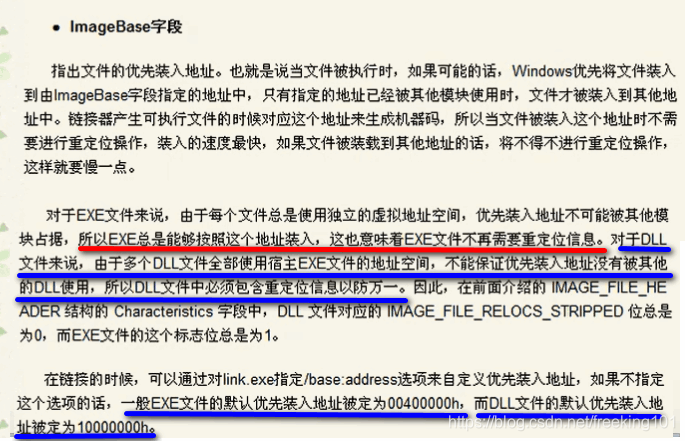 ● ImageBase字段
指出文件的优先装入地址。也就是说当文件被执行时，如果可能的话，Windows优先将文件装入
到由ImageBase字段指定的地址中，只有指定的地址已经被其他模块使用时，文件才被装入到其他地
址中。链接器产生可执行文件的时候对应这个地址来生成机器码，所以当文件被装入这个地址时不需
要进行重定位操作，装入的速度最快，如果文件被装载到其他地址的话，将不得不进行重定位操作，
这样就要慢一点。
对于EXE文件来说，由于每个文件总是使用独立的虚拟地址空间，优先装入地址不可能被其他模
块占据，所以EXE总是能够按照这个地址装入，这也意味着EXE文件不再需要重定位信息。对于DLL
文件来说，由于多个DLL文件全部使用宿主EXE文件的地址空间，不能保证优先装入地址没有被其他
的DLL使用，所以DLL文件中必须包含重定位信息以防万一。因此，在前面介绍的 IMAGE_FILE_HE
ADER 结构的 Characteristics 字段中，DLL 文件对应的 IMAGE_FILE_RELOCS_STRIPPED 位总是
为0，而EXE文件的这个标志位总是为1。
在链接的时候，可以通过对link.exe指定/base:address选项来自定义优先装入地址，如果不指定
这个选项的话，一般EXE文件的默认优先装入地址被定为00400000h，而DLL文件的默认优先装入地
址被定为10000000h。
https://blog.csdn.net/freeking101